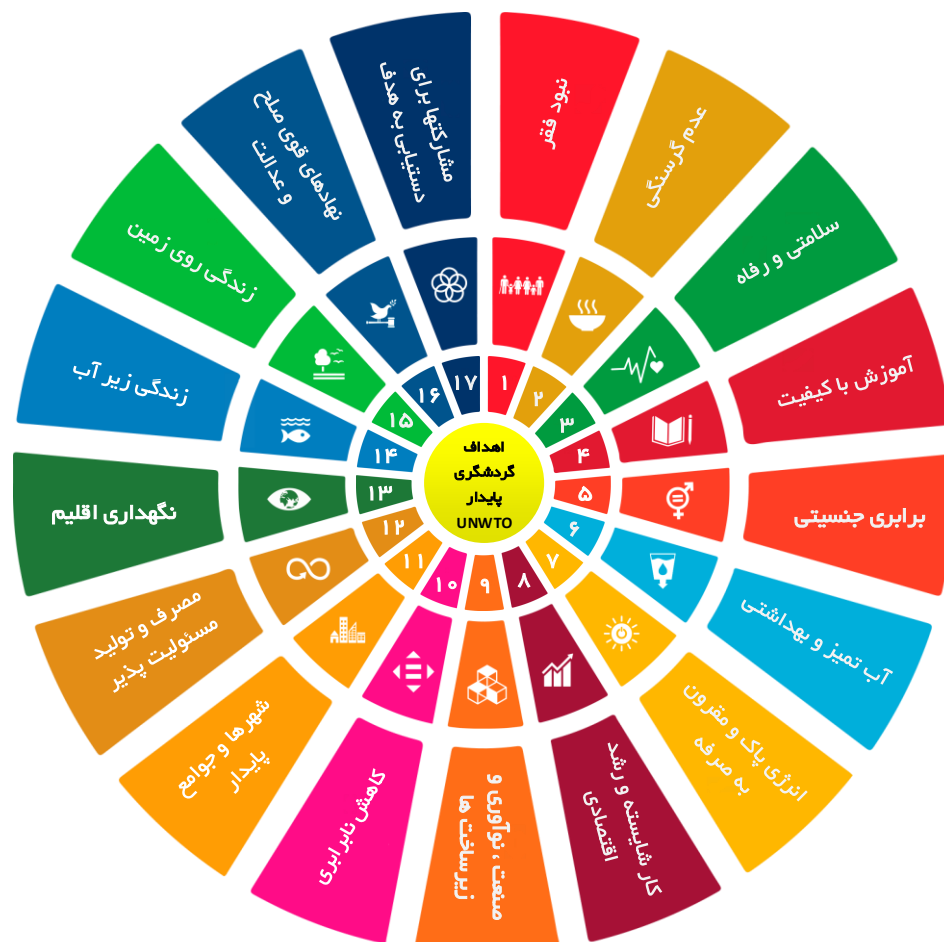 اهداف
گردشگری
پایدار
UNWTO
۱
نبود فقر
۲
عدم گرسنگی
۳
سلامتی و رفاه
۴
آموزش با کیفیت
۵
برابری جنسیتی
۶
آب تمیز و بهداشتی
۷
انرژی پاک و مقرون
به صرفه
۸
کار شایسته و رشد
اقتصادی
۹
صنعت ، نوآوری و
زیرساخت ها
۱۰
کاهش نابرابری
۱۱
شهرها و جوامع
پایدار
۱۲
مصرف و تولید
مسئولیت پذیر
۱۳
نگهداری اقلیم
۱۴
زندگی زیر آب
۱۵
زندگی روی زمین
۱۶
نهادهای قوی صلح
و عدالت
۱۷
مشارکتها برای
دستیابی به هدف